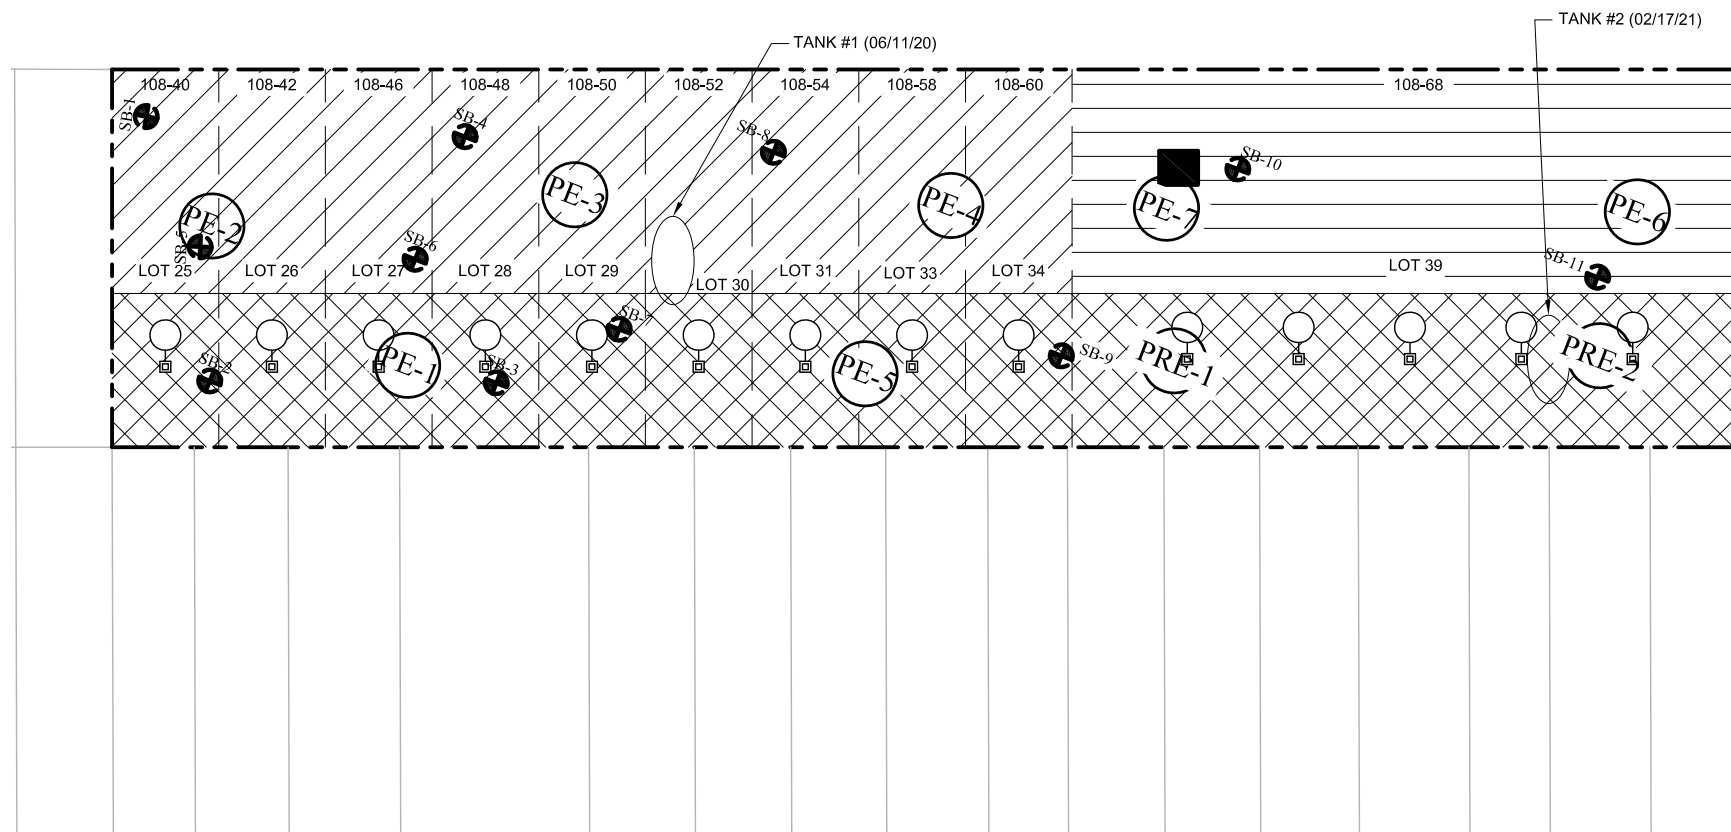 TANK #1 (06/11/20)
TANK #2 (02/17/21)
108-40
108-42
108-46
108-48
108-50
108-52
108-54
108-58
108-60
108-68
SB-1
SB-4
SB-8
SB-10
PE-2
PE-3
PE-4
PE-7
PE-6
SB-5
SB-6
SB-11
LOT 25
LOT 26
LOT 27
LOT 28
LOT 29
LOT 30
LOT 31
LOT 33
LOT 34
LOT 39
SB-7
SB-2
PE-1
SB-3
PE-5
SB-9
PRE-1
PRE-2